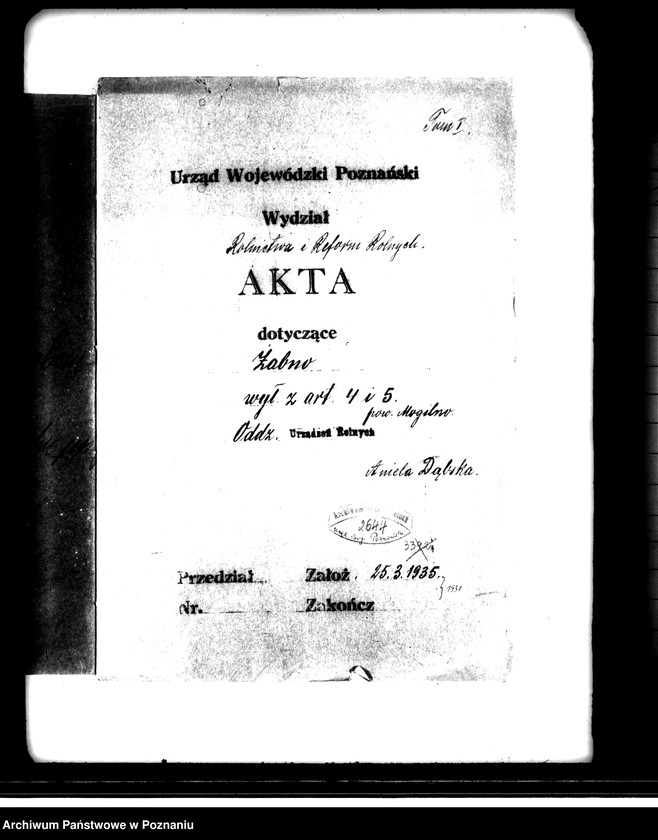 Tom I.
Urząd Wojewódzki Poznański
Wydział
Rolnictwa i Reform Rolnych.
AKTA
dotyczące
Żabno
wył. z art. 4 i 5.
pow. Mogilno.
Oddz. Urządzeń Rolnych
Aniela Dąbska.
2644
Przedział Założ. 25.3.1935.
Nr. Zakończ
Archiwum Państwowe w Poznaniu